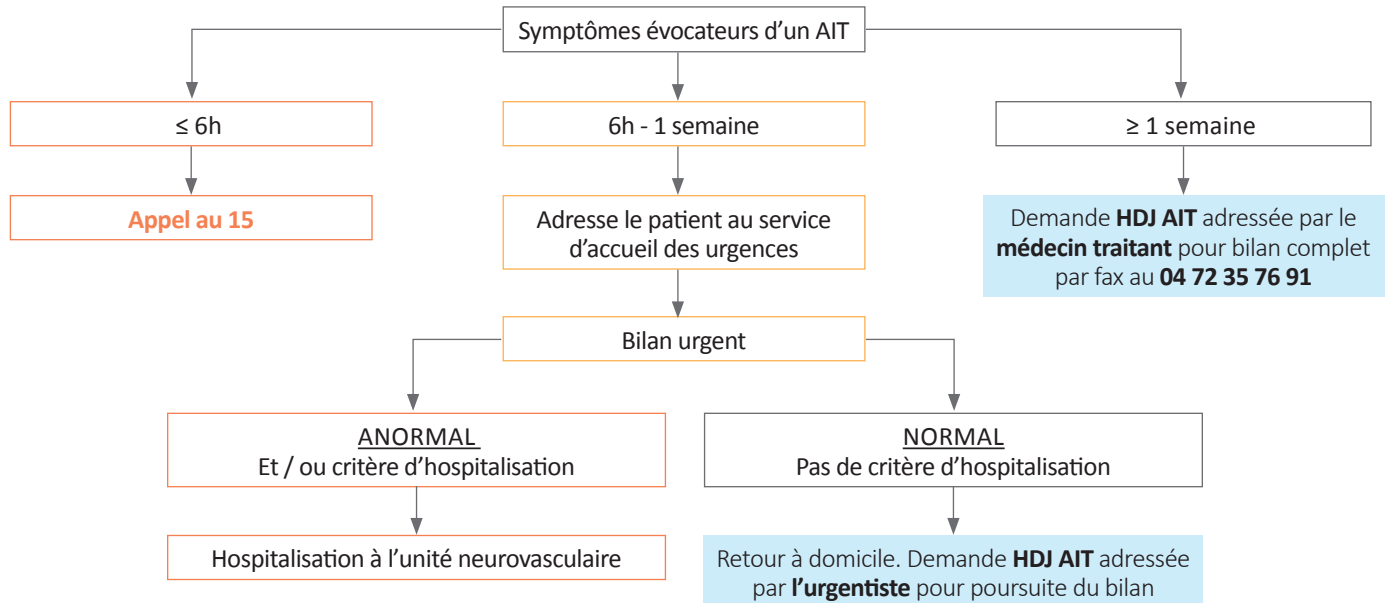 Symptômes évocateurs d’un AIT
≤ 6h
6h - 1 semaine
≥ 1 semaine
Appel au 15
Adresse le patient au service
d’accueil des urgences
Demande HDJ AIT adressée par le
médecin traitant pour bilan complet
par fax au 04 72 35 76 91
Bilan urgent
ANORMAL
Et / ou critère d’hospitalisation
NORMAL
Pas de critère d’hospitalisation
Hospitalisation à l’unité neurovasculaire
Retour à domicile. Demande HDJ AIT adressée
par l’urgentiste pour poursuite du bilan